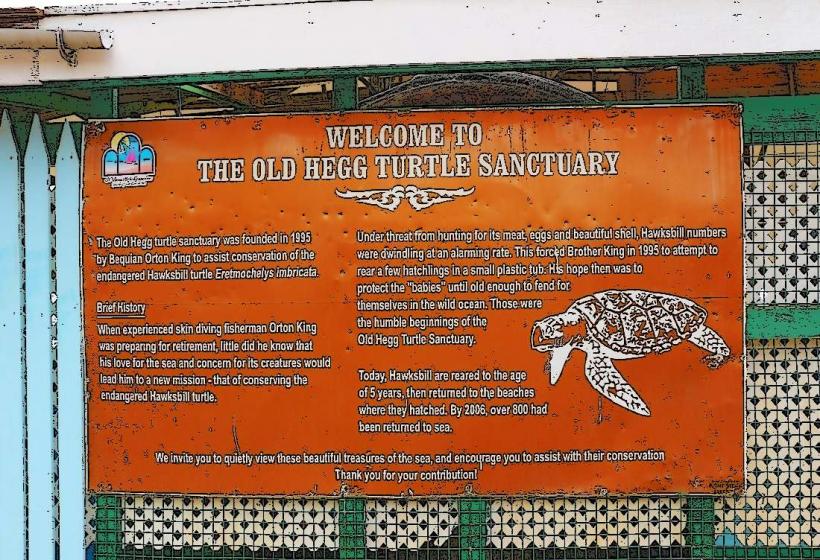 WELCOME TO
THE OLD HEGG TURTLE SANCTUARY
The Old Hegg turtle sanctuary was founded in 1995
by Bequian Orton King to assist conservation of the
endangered Hawksbill turtle Eretmochelys imbricata.
Brief History
When experienced skin diving fisherman Orton King
was preparing for retirement, little did he know that
his love for the sea and concern for its creatures would
lead him to a new mission - that of conserving the
endangered Hawksbill turtle.
Under threat from hunting for its meat, eggs and beautiful shell, Hawksbill numbers
were dwindling at an alarming rate. This forced Brother King in 1995 to attempt to
rear a few hatchlings in a small plastic tub. His hope then was to
protect the "babies" until old enough to fend for
themselves in the wild ocean. Those were
the humble beginnings of the
Old Hegg Turtle Sanctuary.
Today, Hawksbill are reared to the age
of 5 years, then returned to the beaches
where they hatched. By 2006, over 800 had
been returned to sea.
We invite you to quietly view these beautiful treasures of the sea, and encourage you to assist with their conservation
Thank you for your contribution!